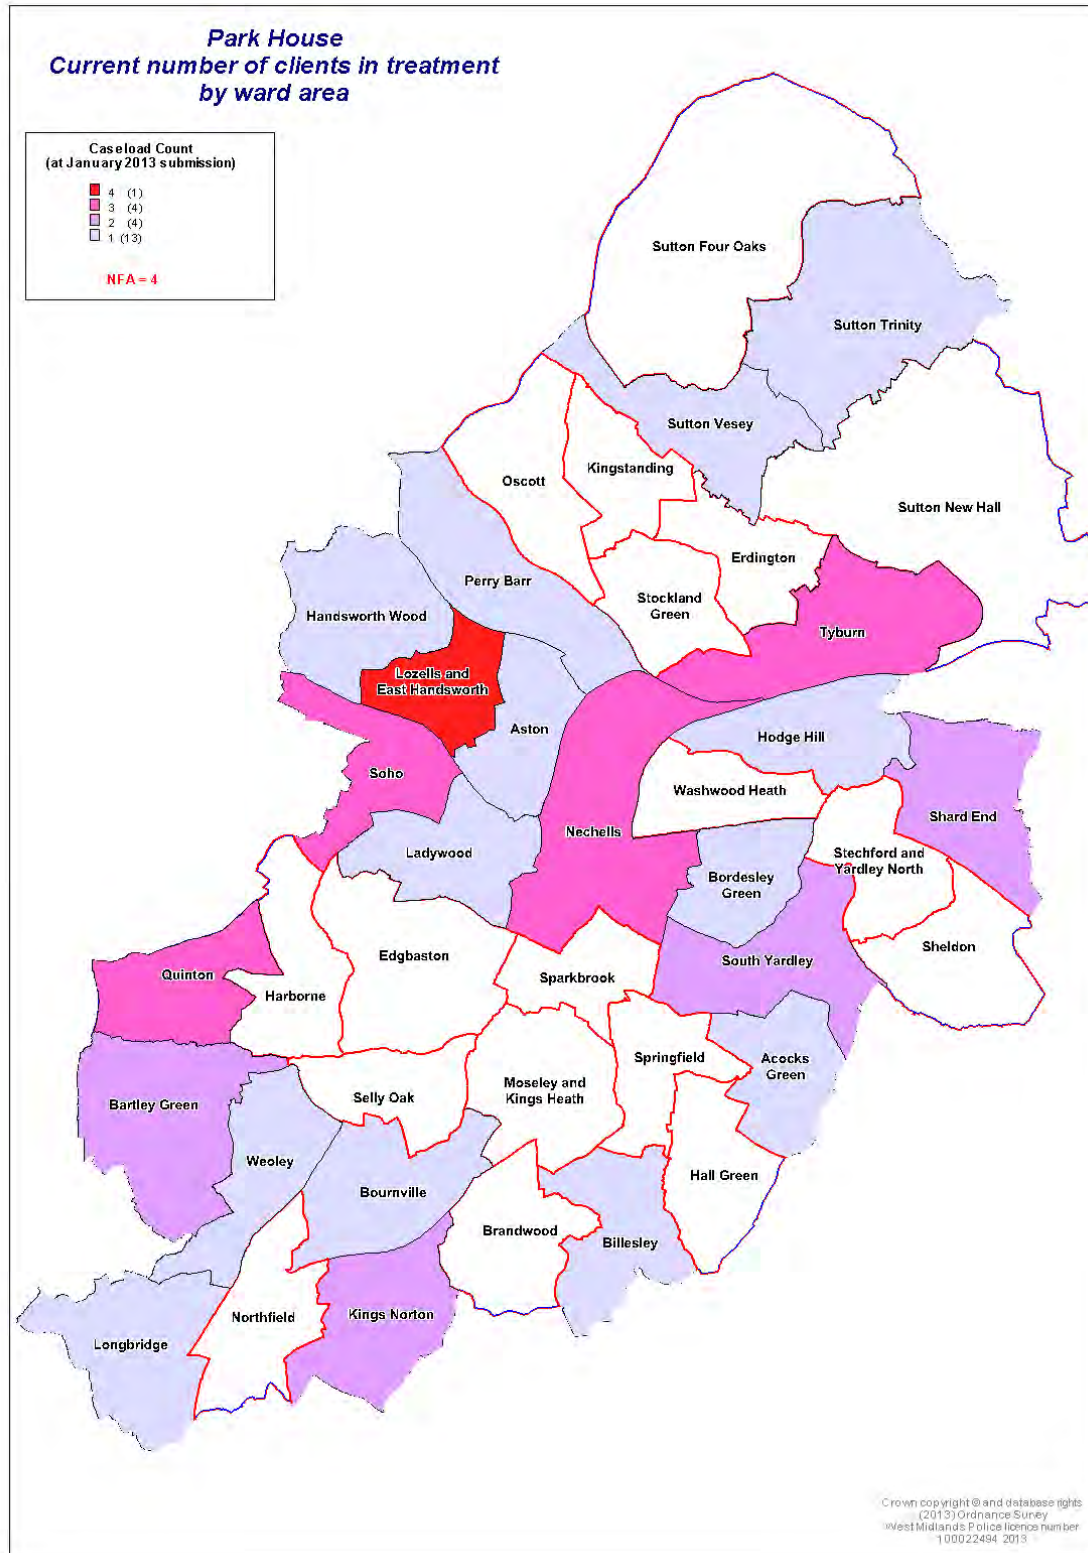 Park House
Current number of clients in treatment
by ward area
Caseload Count
(at January 2013 submission)
4 (1)
3 (4)
2 (4)
1 (13)
NFA = 4
Sutton Four Oaks
Sutton Trinity
Sutton Vesey
Kingstanding
Oscott
Sutton New Hall
Erdington
Perry Barr
Stockland
Green
Handsworth Wood
Tyburn
Lozells and
East Handsworth
Aston
Hodge Hill
Soho
Washwood Heath
Shard End
Nechells
Ladywood
Stechford and
Yardley North
Bordesley
Green
Edgbaston
Sheldon
South Yardley
Quinton
Sparkbrook
Harborne
Springfield
Acocks
Green
Moseley and
Kings Heath
Selly Oak
Bartley Green
Weoley
Hall Green
Bournville
Brandwood
Billesley
Northfield
Kings Norton
Longbridge
Crown copyright © and database rights
(2013) Ordnance Survey
West Midlands Police licence number
100022494 2013